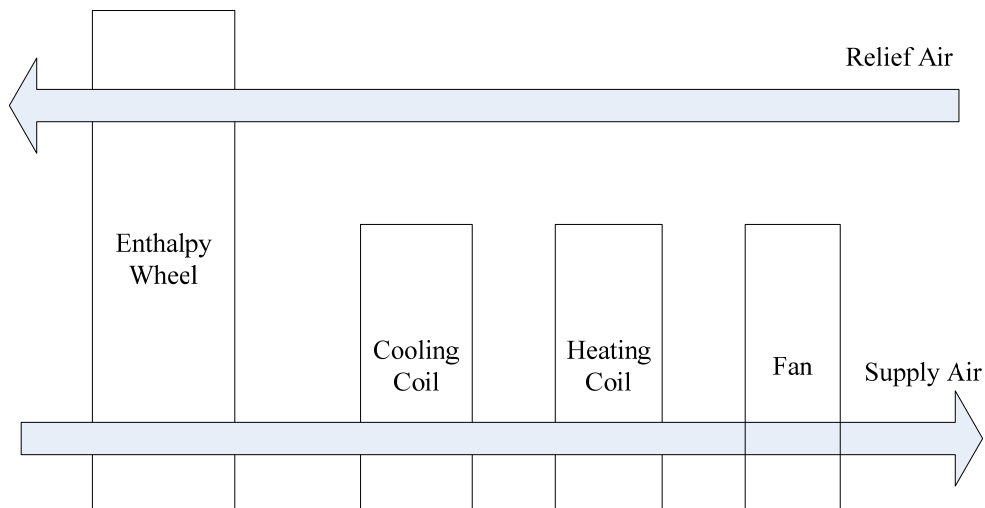 Relief Air
Enthalpy
Wheel
Cooling
Coil
Heating
Coil
Fan
Supply Air